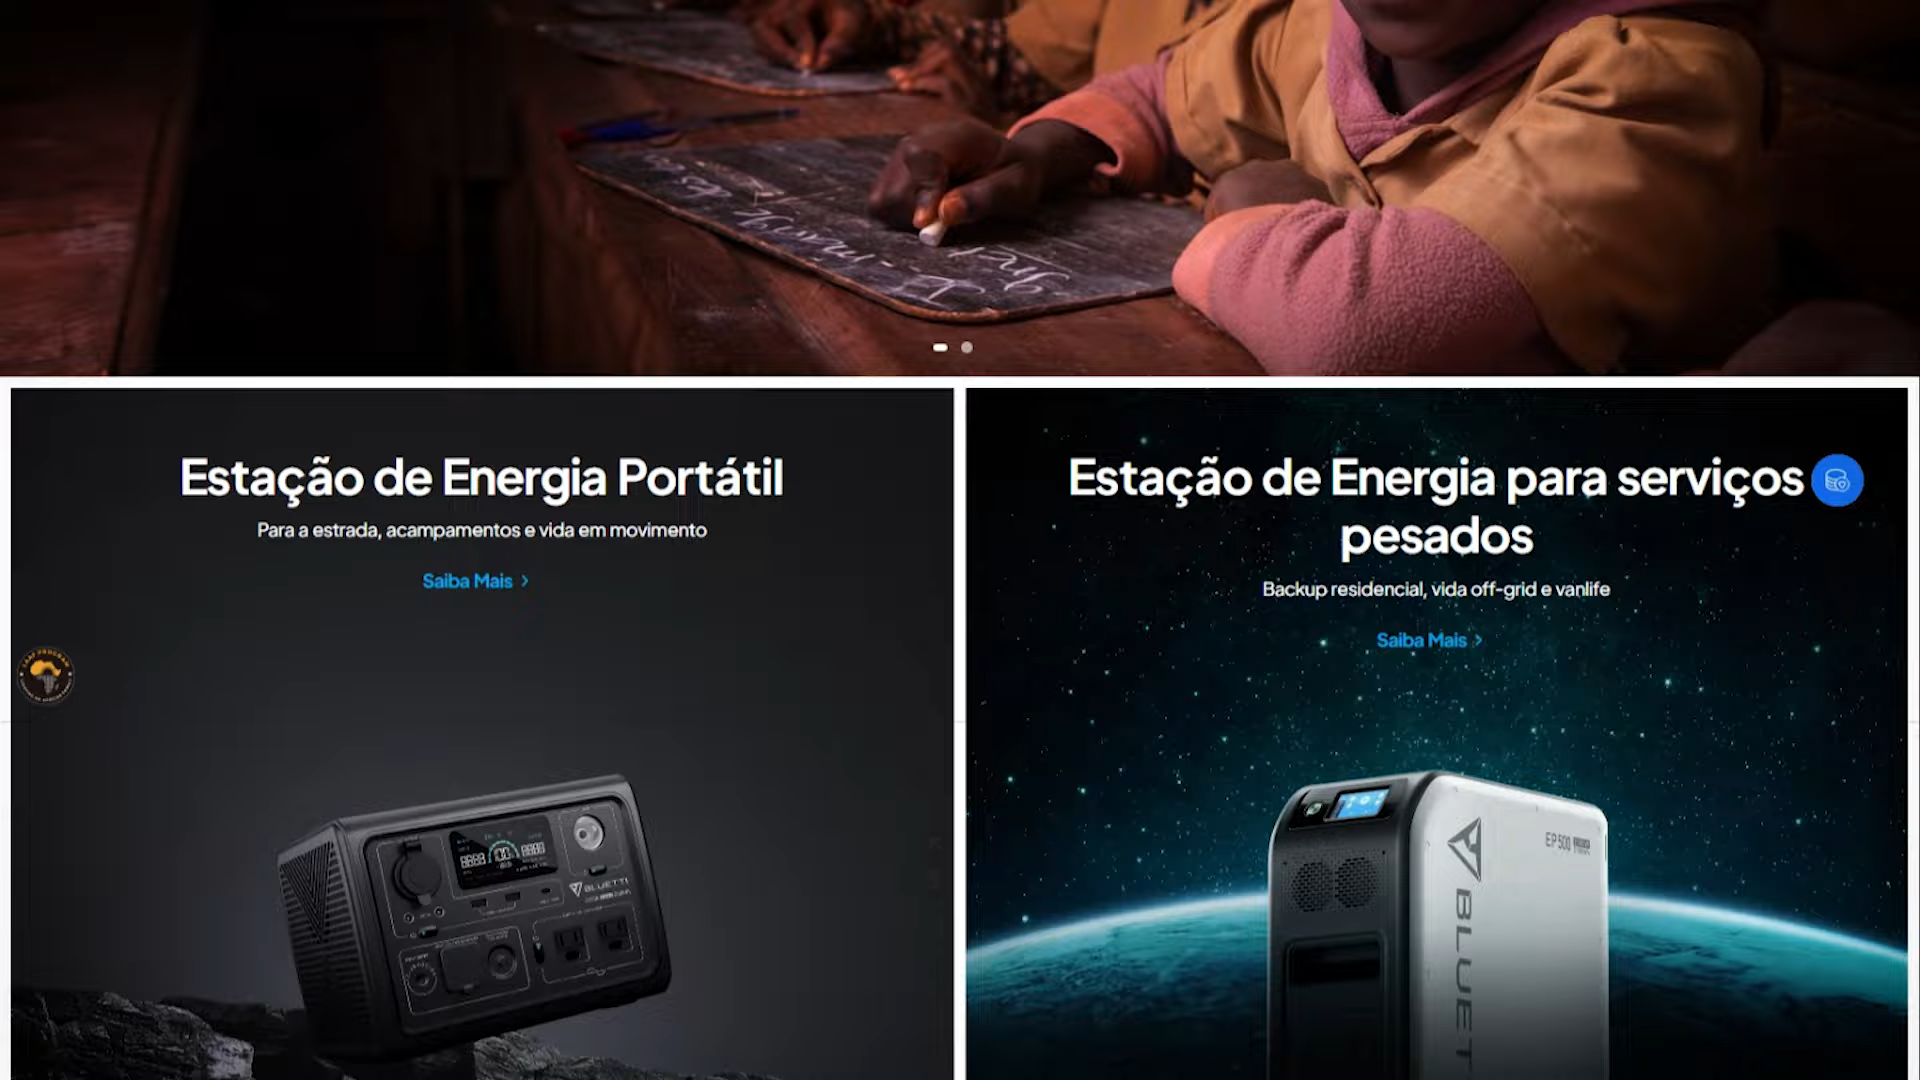 Estação de Energia Portátil
Para a estrada, acampamentos e vida em movimento
Saiba Mais
BLUETTI
Estação de Energia para serviços
pesados
Backup residencial, vida off-grid e vanlife
Saiba Mais
EP500
BLUET